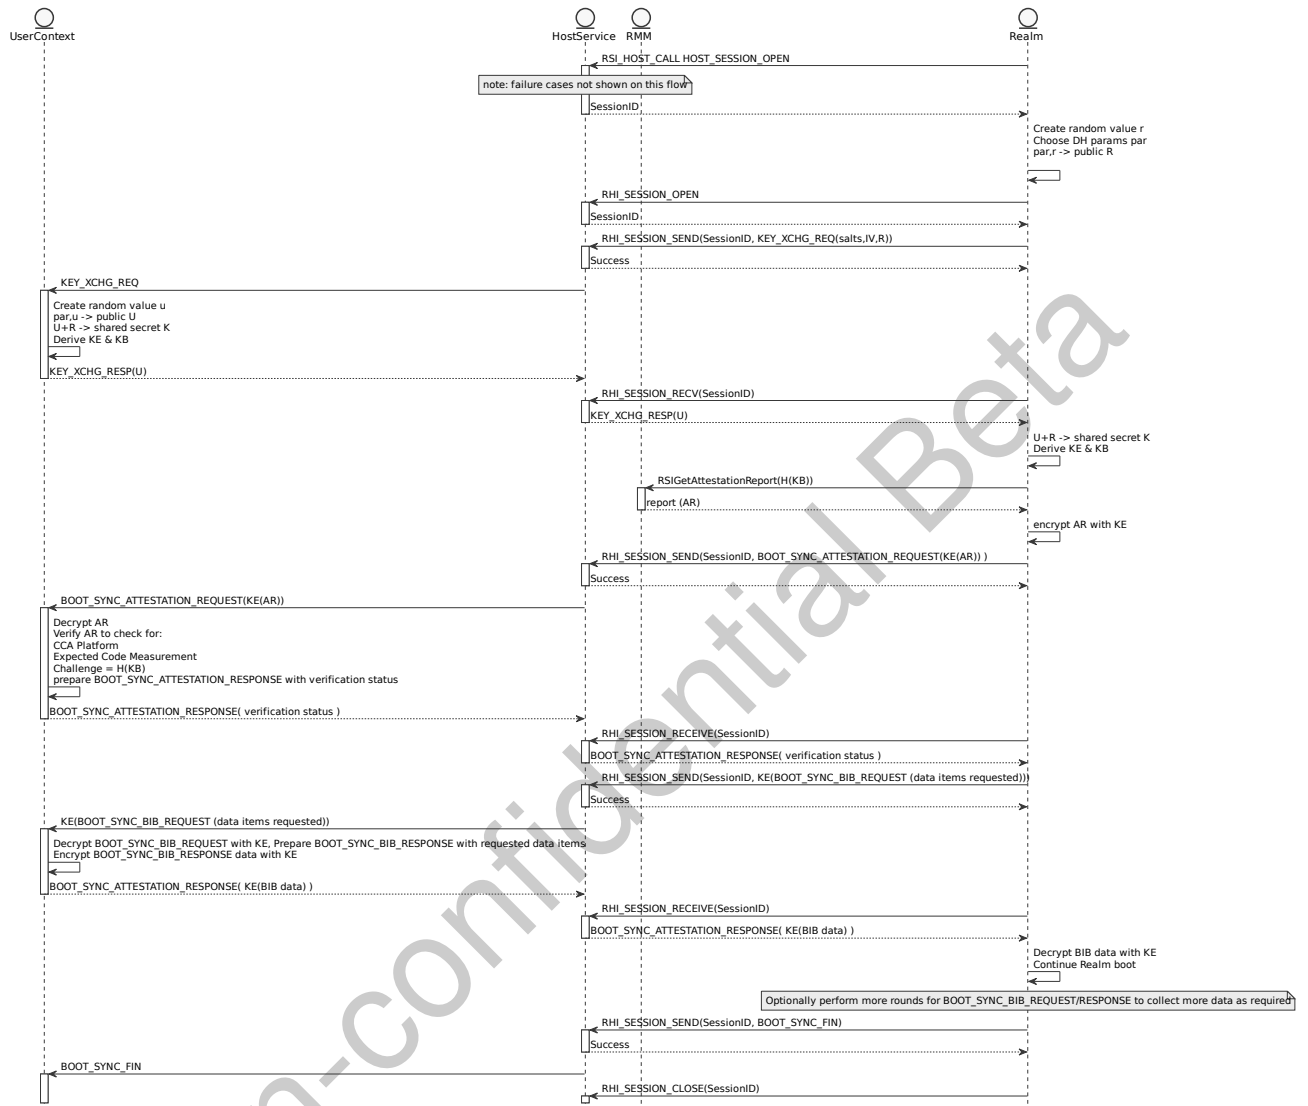 UserContext
HostService
RMM
Realm
RSI_HOST_CALL HOST_SESSION_OPEN
note: failure cases not shown on this flow
SessionID
Create random value r
Choose DH params par
par,r -> public R
RHI_SESSION_OPEN
SessionID
RHI_SESSION_SEND(SessionID, KEY_XCHG_REQ(salts,IV,R))
Success
KEY_XCHG_REQ
Create random value u
par,u -> public U
U+R -> shared secret K
Derive KE & KB
KEY_XCHG_RESP(U)
RHI_SESSION_RECV(SessionID)
KEY_XCHG_RESP(U)
U+R -> shared secret K
Derive KE & KB
RSIGetAttestationReport(H(KB))
report (AR)
encrypt AR with KE
RHI_SESSION_SEND(SessionID, BOOT_SYNC_ATTESTATION_REQUEST(KE(AR)) )
Success
BOOT_SYNC_ATTESTATION_REQUEST(KE(AR))
Decrypt AR
Verify AR to check for:
CCA Platform
Expected Code Measurement
Challenge = H(KB)
prepare BOOT_SYNC_ATTESTATION_RESPONSE with verification status
BOOT_SYNC_ATTESTATION_RESPONSE( verification status )
RHI_SESSION_RECEIVE(SessionID)
BOOT_SYNC_ATTESTATION_RESPONSE( verification status )
RHI_SESSION_SEND(SessionID, KE(BOOT_SYNC_BIB_REQUEST (data items requested)))
Success
KE(BOOT_SYNC_BIB_REQUEST (data items requested))
Decrypt BOOT_SYNC_BIB_REQUEST with KE, Prepare BOOT_SYNC_BIB_RESPONSE with requested data items
Encrypt BOOT_SYNC_BIB_RESPONSE data with KE
BOOT_SYNC_ATTESTATION_RESPONSE( KE(BIB data) )
RHI_SESSION_RECEIVE(SessionID)
BOOT_SYNC_ATTESTATION_RESPONSE( KE(BIB data) )
Decrypt BIB data with KE
Continue Realm boot
Optionally perform more rounds for BOOT_SYNC_BIB_REQUEST/RESPONSE to collect more data as required
RHI_SESSION_SEND(SessionID, BOOT_SYNC_FIN)
Success
BOOT_SYNC_FIN
RHI_SESSION_CLOSE(SessionID)
n-confidential Beta